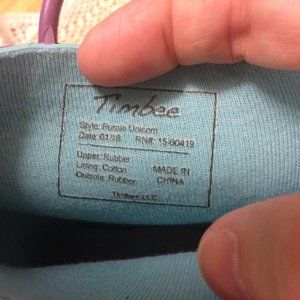 Timbee
Style: Purple Unicorn
Date: 01/18 RN#: 15-00419
Upper: Rubber
Lining: Cotton MADE IN
Outsole: Rubber CHINA
Timbee LLC